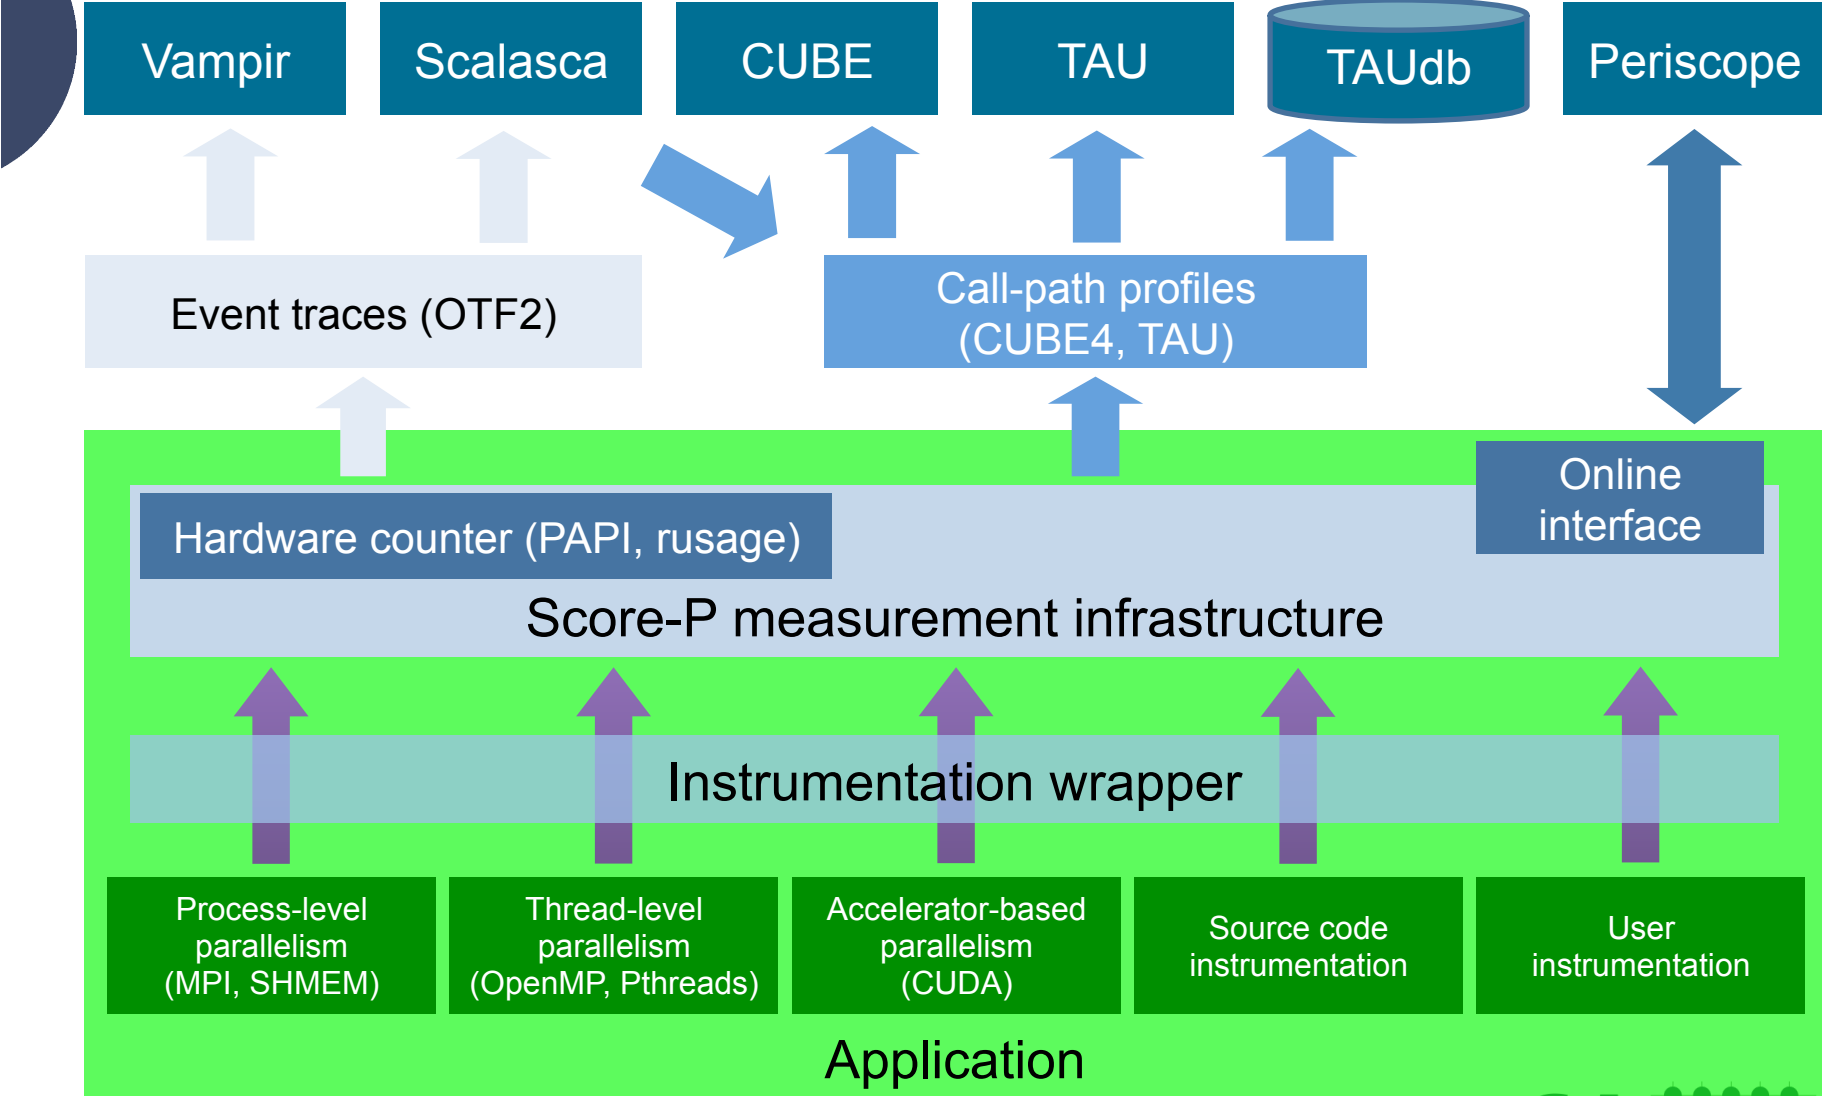 Vampir
Scalasca
CUBE
TAU
TAUdb
Periscope
Event traces (OTF2)
Call-path profiles
(CUBE4, TAU)
Online
interface
Hardware counter (PAPI, rusage)
Score-P measurement infrastructure
Instrumentation wrapper
Process-level
parallelism
(MPI, SHMEM)
Thread-level
parallelism
(OpenMP, Pthreads)
Accelerator-based
parallelism
(CUDA)
Source code
instrumentation
User
instrumentation
Application